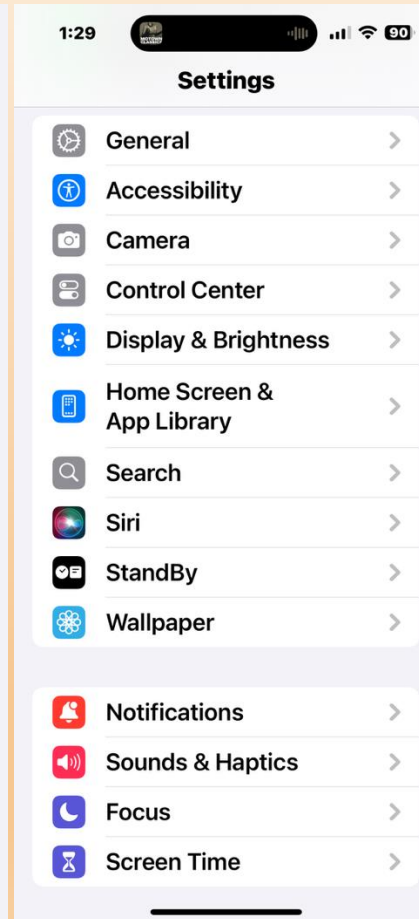 1:29
90
Settings
General
Accessibility
Camera
Control Center
Display & Brightness
Home Screen &
App Library
Search
Siri
StandBy
Wallpaper
Notifications
Sounds & Haptics
Focus
Screen Time